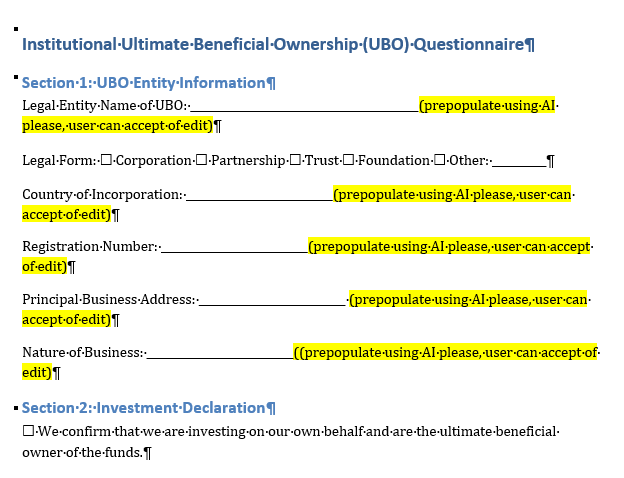 Institutional Ultimate Beneficial Ownership (UBO) Questionnaire¶
Section 1: UBO Entity Information¶
Legal Entity Name of UBO: ______________________________(prepopulate using AI
please, user can accept of edit)¶
Legal Form: ☐ Corporation ☐ Partnership ☐ Trust ☐ Foundation ☐ Other: _______¶
Country of Incorporation: ___________________(prepopulate using AI please, user can
accept of edit)¶
Registration Number: ___________________(prepopulate using AI please, user can accept
of edit)¶
Principal Business Address: ___________________ (prepopulate using AI please, user can
accept of edit)¶
Nature of Business: ___________________((prepopulate using AI please, user can accept of
edit)¶
Section 2: Investment Declaration¶
☐ We confirm that we are investing on our own behalf and are the ultimate beneficial
owner of the funds.¶